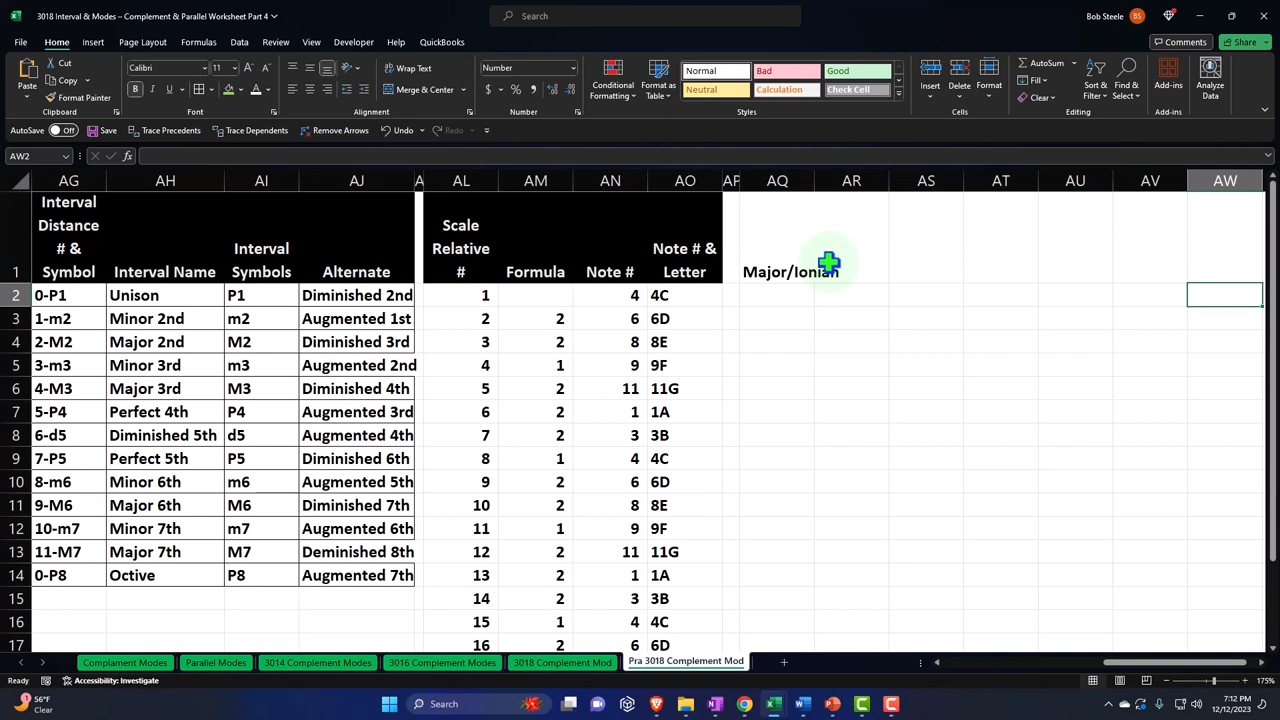 3018 Interval & Modes – Complement & Parallel Worksheet Part 4
Search
Bob Steele BS
File Home Insert Page Layout Formulas Data Review View Developer Help QuickBooks
Comments Share
Paste Cut Copy Format Painter
Clipboard
Calibri 11
B I U
Font
Wrap Text
Merge & Center
Alignment
Number
$ % ,
Number
Conditional Formatting
Format as Table
Normal Bad Good
Neutral Calculation Check Cell
Styles
Insert Delete Format
Cells
AutoSum
Fill
Clear
Sort & Filter
Find & Select
Editing
Add-ins
Add-ins
Analyze Data
AutoSave Off Save Trace Precedents Trace Dependents Remove Arrows Undo Redo
AW2 fx
AG AH AI AJ A AL AM AN AO AP AQ AR AS AT AU AV AW
1 Interval Distance # & Symbol Interval Name Interval Symbols Alternate Scale Relative # Formula Note # Note # & Letter Major/Ionian
2 0-P1 Unison P1 Diminished 2nd 1 4 4C
3 1-m2 Minor 2nd m2 Augmented 1st 2 2 6 6D
4 2-M2 Major 2nd M2 Diminished 3rd 3 2 8 8E
5 3-m3 Minor 3rd m3 Augmented 2nd 4 1 9 9F
6 4-M3 Major 3rd M3 Diminished 4th 5 2 11 11G
7 5-P4 Perfect 4th P4 Augmented 3rd 6 2 1 1A
8 6-d5 Diminished 5th d5 Augmented 4th 7 2 3 3B
9 7-P5 Perfect 5th P5 Diminished 6th 8 1 4 4C
10 8-m6 Minor 6th m6 Augmented 5th 9 2 6 6D
11 9-M6 Major 6th M6 Diminished 7th 10 2 8 8E
12 10-m7 Minor 7th m7 Augmented 6th 11 1 9 9F
13 11-M7 Major 7th M7 Deminished 8th 12 2 11 11G
14 0-P8 Octive P8 Augmented 7th 13 2 1 1A
15 14 2 3 3B
16 15 1 4 4C
17 16 2 6 6D
Complament Modes Parallel Modes 3014 Complement Modes 3016 Complement Modes 3018 Complement Mod Pra 3018 Complement Mod
Ready Accessibility: Investigate 175%
56°F
Clear
Search
7:12 PM
12/12/2023